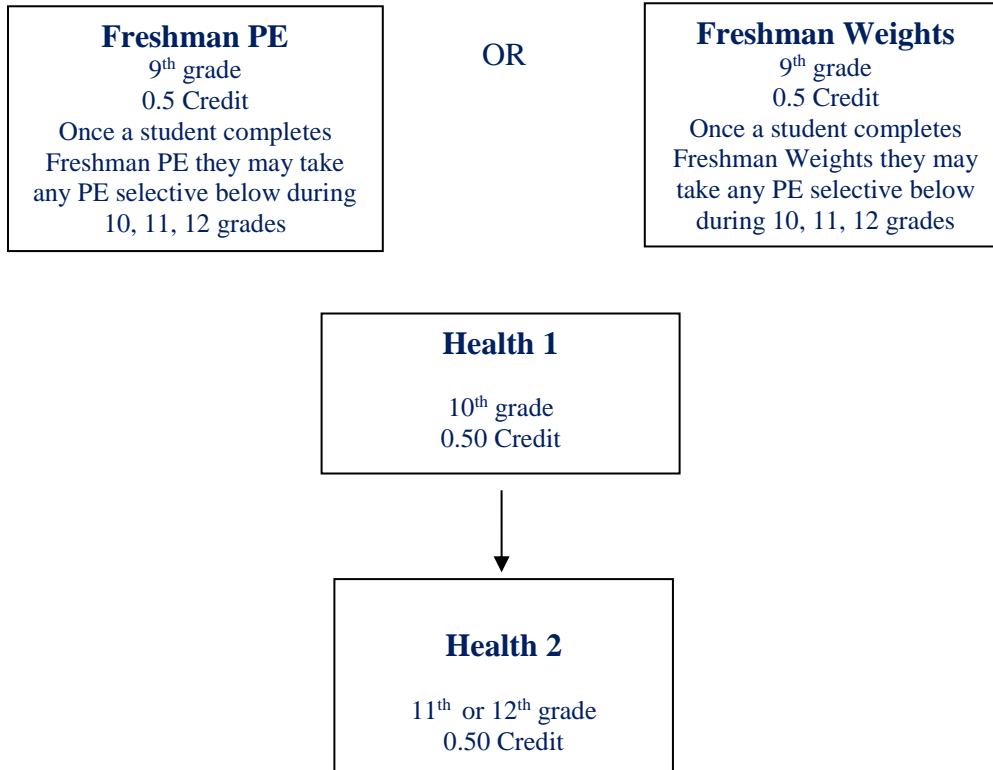 Freshman PE
9th grade
0.5 Credit
Once a student completes
Freshman PE they may take
any PE selective below during
10, 11, 12 grades
OR
Freshman Weights
9th grade
0.5 Credit
Once a student completes
Freshman Weights they may
take any PE selective below
during 10, 11, 12 grades
Health 1
10th grade
0.50 Credit
Health 2
11th or 12th grade
0.50 Credit